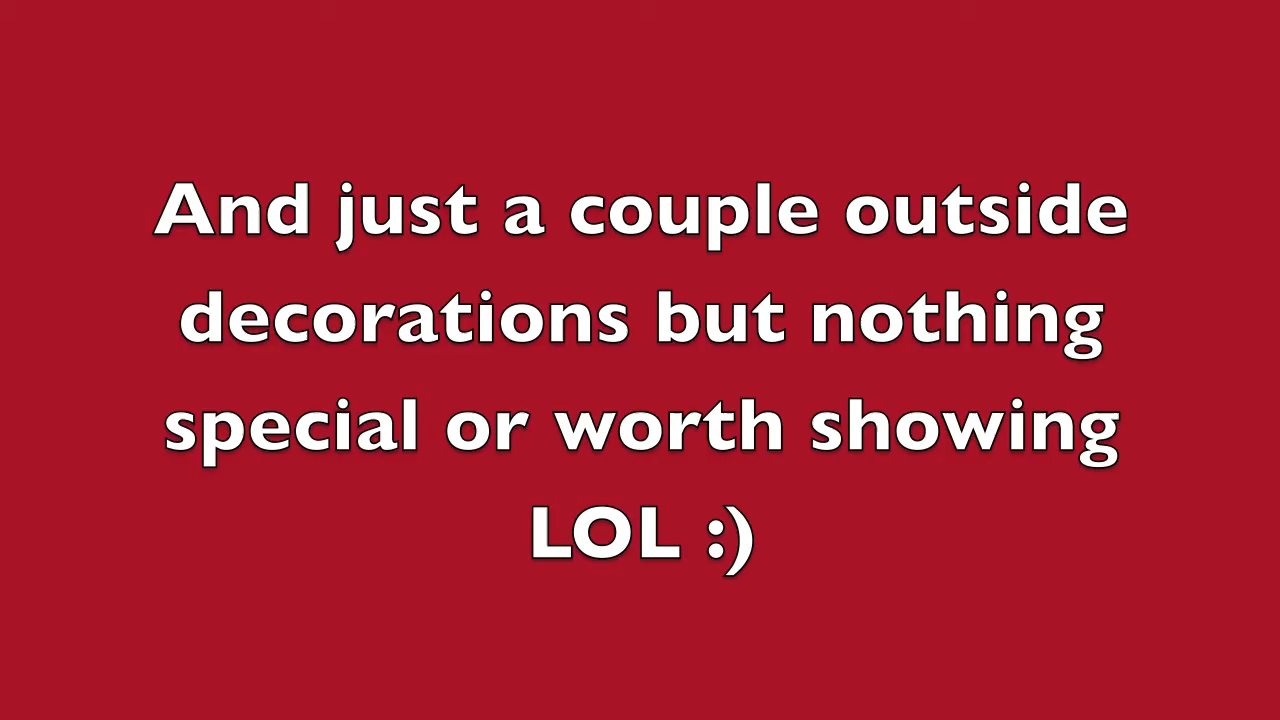 And just a couple outside
decorations but nothing
special or worth showing
LOL :)